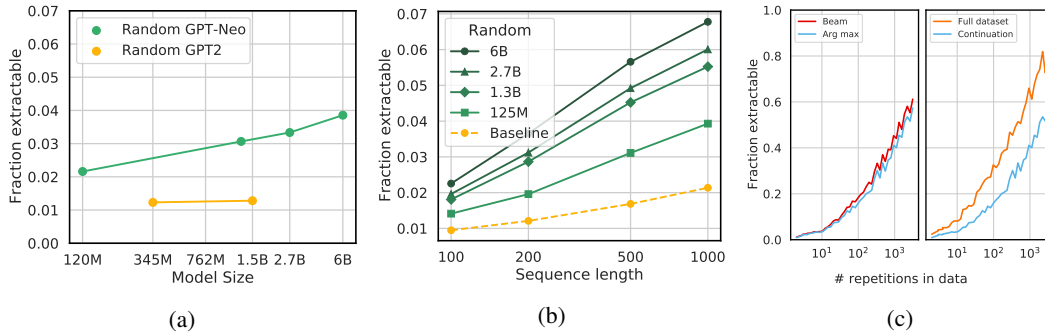 0.07
0.06
0.05
0.04
0.03
0.02
0.01
0.00
Fraction extractable
Random GPT-Neo
Random GPT2
120M 345M 762M 1.5B 2.7B 6B
Model Size
(a)
0.07
0.06
0.05
0.04
0.03
0.02
0.01
Fraction extractable
Random
6B
2.7B
1.3B
125M
Baseline
100 200 500 1000
Sequence length
(b)
1.0
0.8
0.6
0.4
0.2
0.0
Fraction extractable
Beam
Arg max
Full dataset
Continuation
10¹ 10² 10³ 10¹ 10² 10³
# repetitions in data
(c)